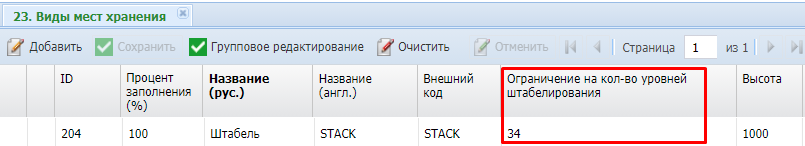 23. Виды мест хранения
Добавить Сохранить Групповое редактирование Очистить Отменить Страница 1 из 1
ID Процент заполнения (%) Название (рус.) Название (англ.) Внешний код Ограничение на кол-во уровней штабелирования Высота
204 100 Штабель STACK STACK 34 1000